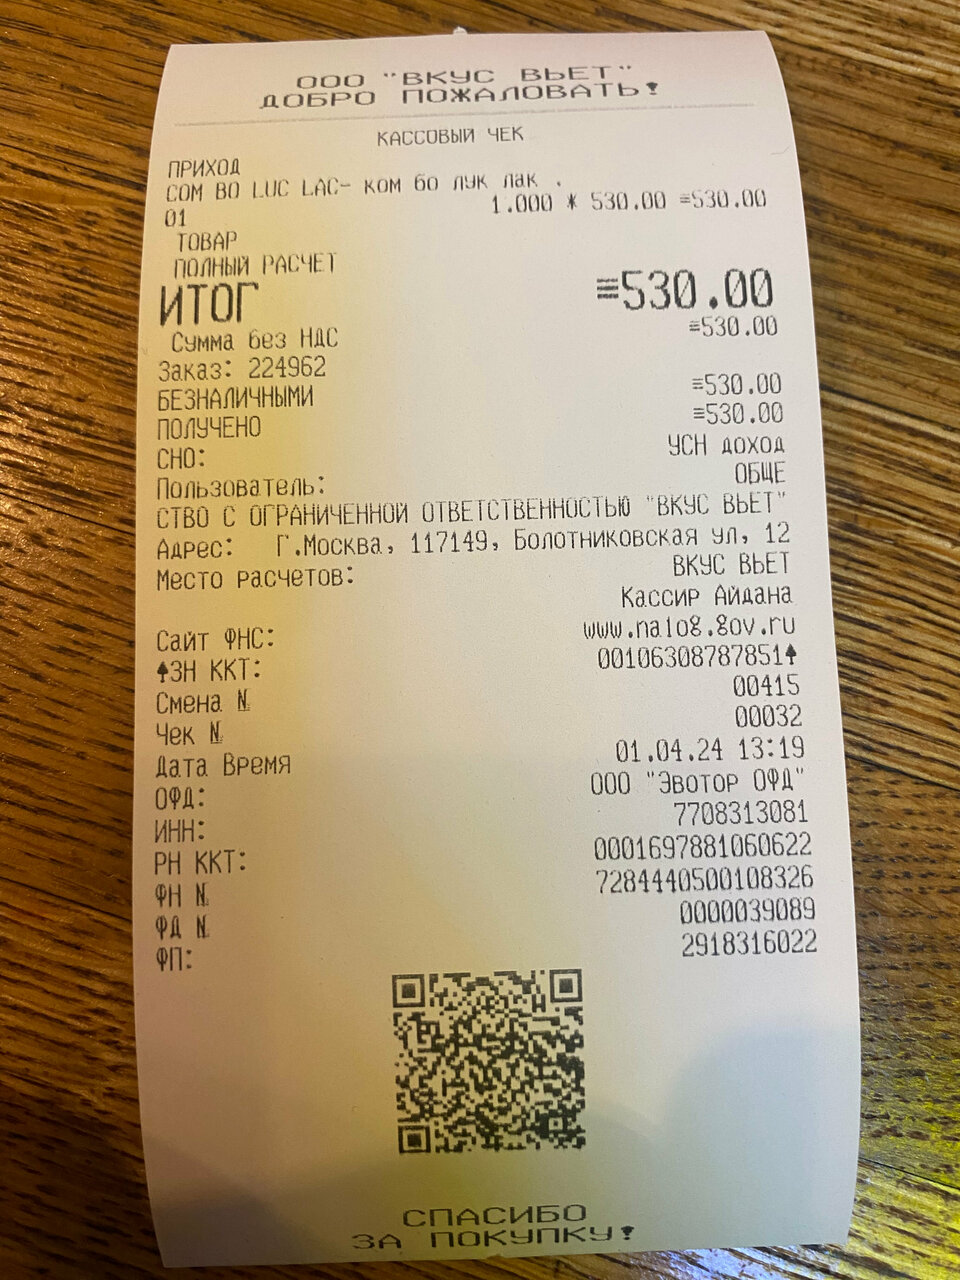 ООО "ВКУС ВЬЕТ"
ДОБРО ПОЖАЛОВАТЬ!
КАССОВЫЙ ЧЕК
ПРИХОД
COM BO LUC LAC- ком бо лук лак .
01 1.000 * 530.00 =530.00
ТОВАР
ПОЛНЫЙ РАСЧЕТ
ИТОГ =530.00
Сумма без НДС =530.00
Заказ: 224962
БЕЗНАЛИЧНЫМИ =530.00
ПОЛУЧЕНО =530.00
СНО: УСН доход
Пользователь: ОБЩЕ
СТВО С ОГРАНИЧЕННОЙ ОТВЕТСТВЕННОСТЬЮ "ВКУС ВЬЕТ"
Адрес: Г.Москва, 117149, Болотниковская ул, 12
Место расчетов: ВКУС ВЬЕТ
Кассир Айдана
Сайт ФНС: www.nalog.gov.ru
♠ЗН ККТ: 00106308787851♠
Смена № 00415
Чек № 00032
Дата Время 01.04.24 13:19
ОФД: ООО "Эвотор ОФД"
ИНН: 7708313081
РН ККТ: 0001697881060622
ФН № 7284440500108326
ФД № 0000039089
ФП: 2918316022
СПАСИБО
ЗА ПОКУПКУ!